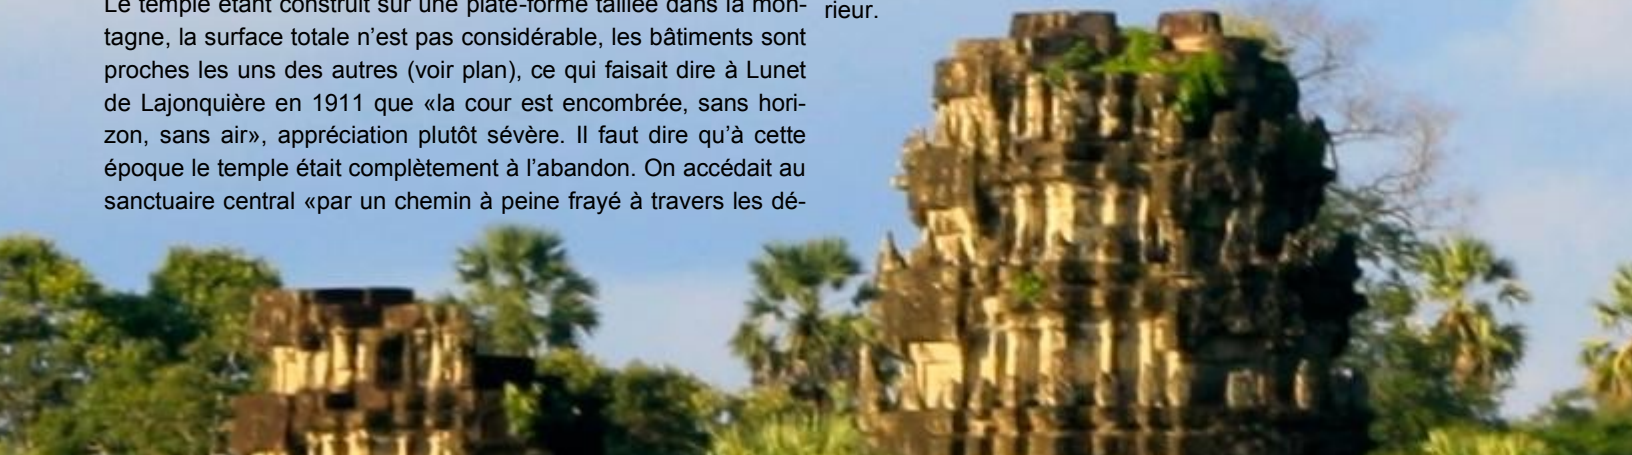 Le temple étant construit sur une plate-forme taillée dans la mon-
tagne, la surface totale n’est pas considérable, les bâtiments sont
proches les uns des autres (voir plan), ce qui faisait dire à Lunet
de Lajonquière en 1911 que «la cour est encombrée, sans hori-
zon, sans air», appréciation plutôt sévère. Il faut dire qu’à cette
époque le temple était complètement à l’abandon. On accédait au
sanctuaire central «par un chemin à peine frayé à travers les dé-
rieur.